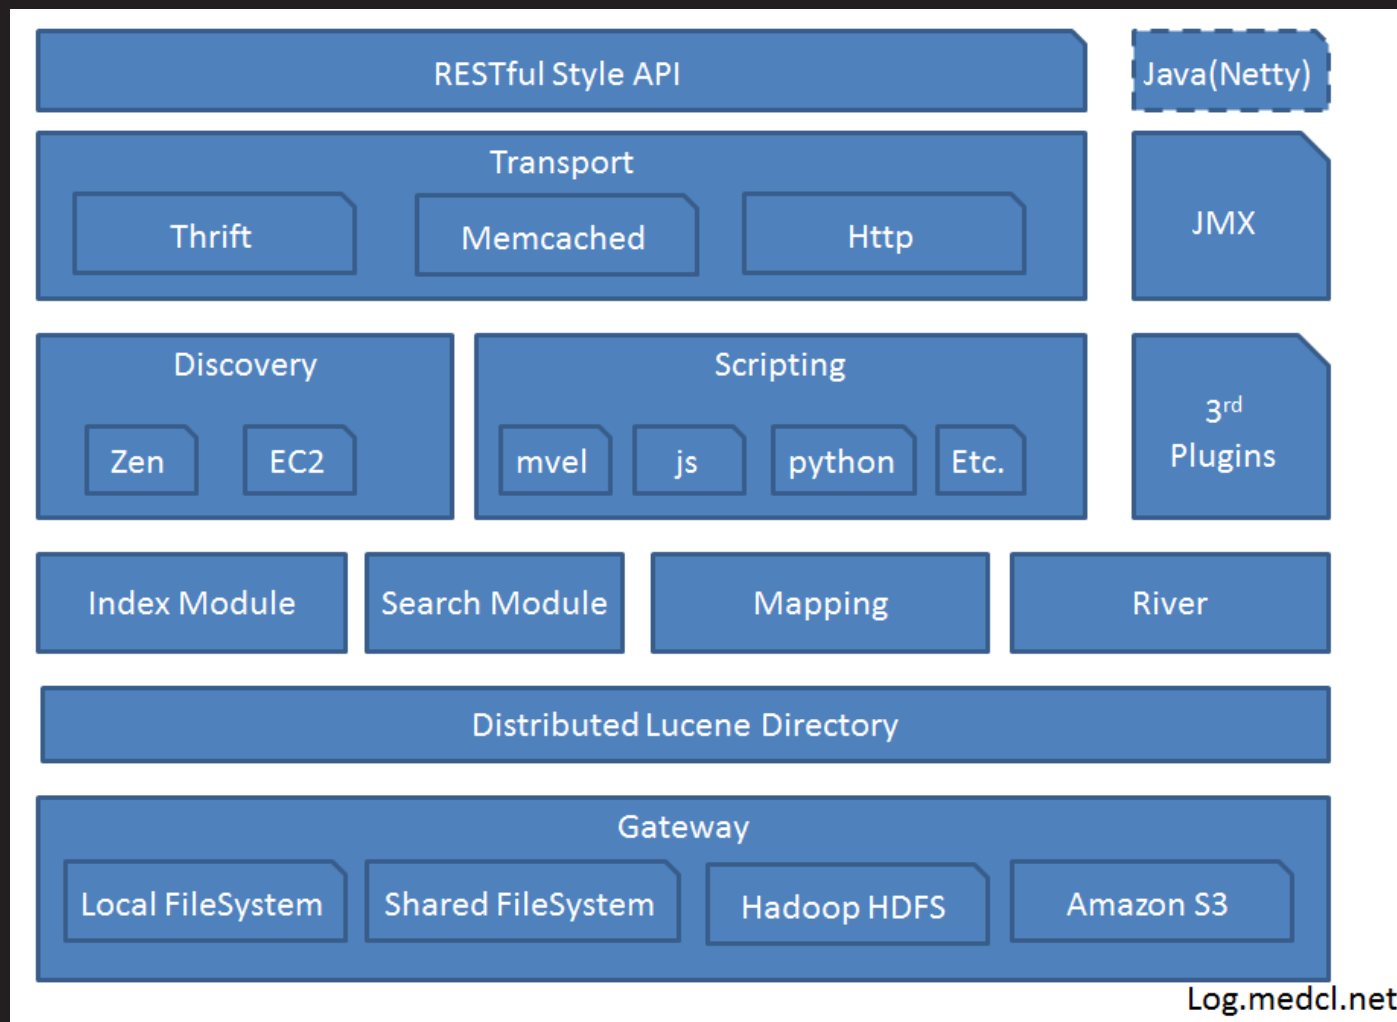 RESTful Style API
Java(Netty)
Transport
Thrift
Memcached
Http
JMX
Discovery
Zen
EC2
Scripting
mvel
js
python
Etc.
3rd
Plugins
Index Module
Search Module
Mapping
River
Distributed Lucene Directory
Gateway
Local FileSystem
Shared FileSystem
Hadoop HDFS
Amazon S3
Log.medcl.net